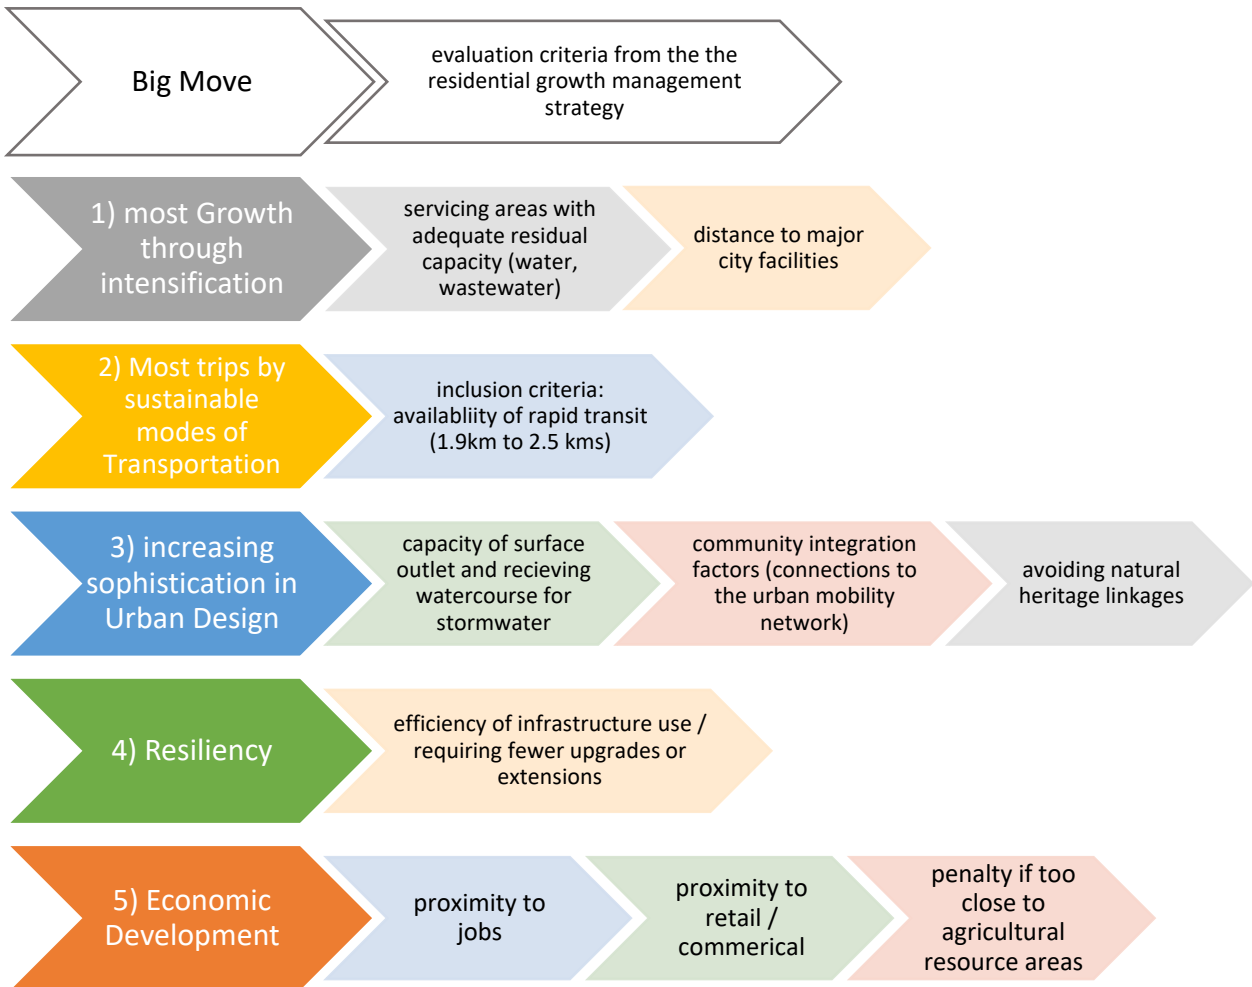 Big Move
evaluation criteria from the the
residential growth management
strategy
1) most Growth
through
intensification
servicing areas with
adequate residual
capacity (water,
wastewater)
distance to major
city facilities
2) Most trips by
sustainable
modes of
Transportation
inclusion criteria:
availabliity of rapid transit
(1.9km to 2.5 kms)
3) increasing
sophistication in
Urban Design
capacity of surface
outlet and recieving
watercourse for
stormwater
community integration
factors (connections to
the urban mobility
network)
avoiding natural
heritage linkages
4) Resiliency
efficiency of infrastructure use /
requiring fewer upgrades or
extensions
5) Economic
Development
proximity to
jobs
proximity to
retail /
commerical
penalty if too
close to
agricultural
resource areas